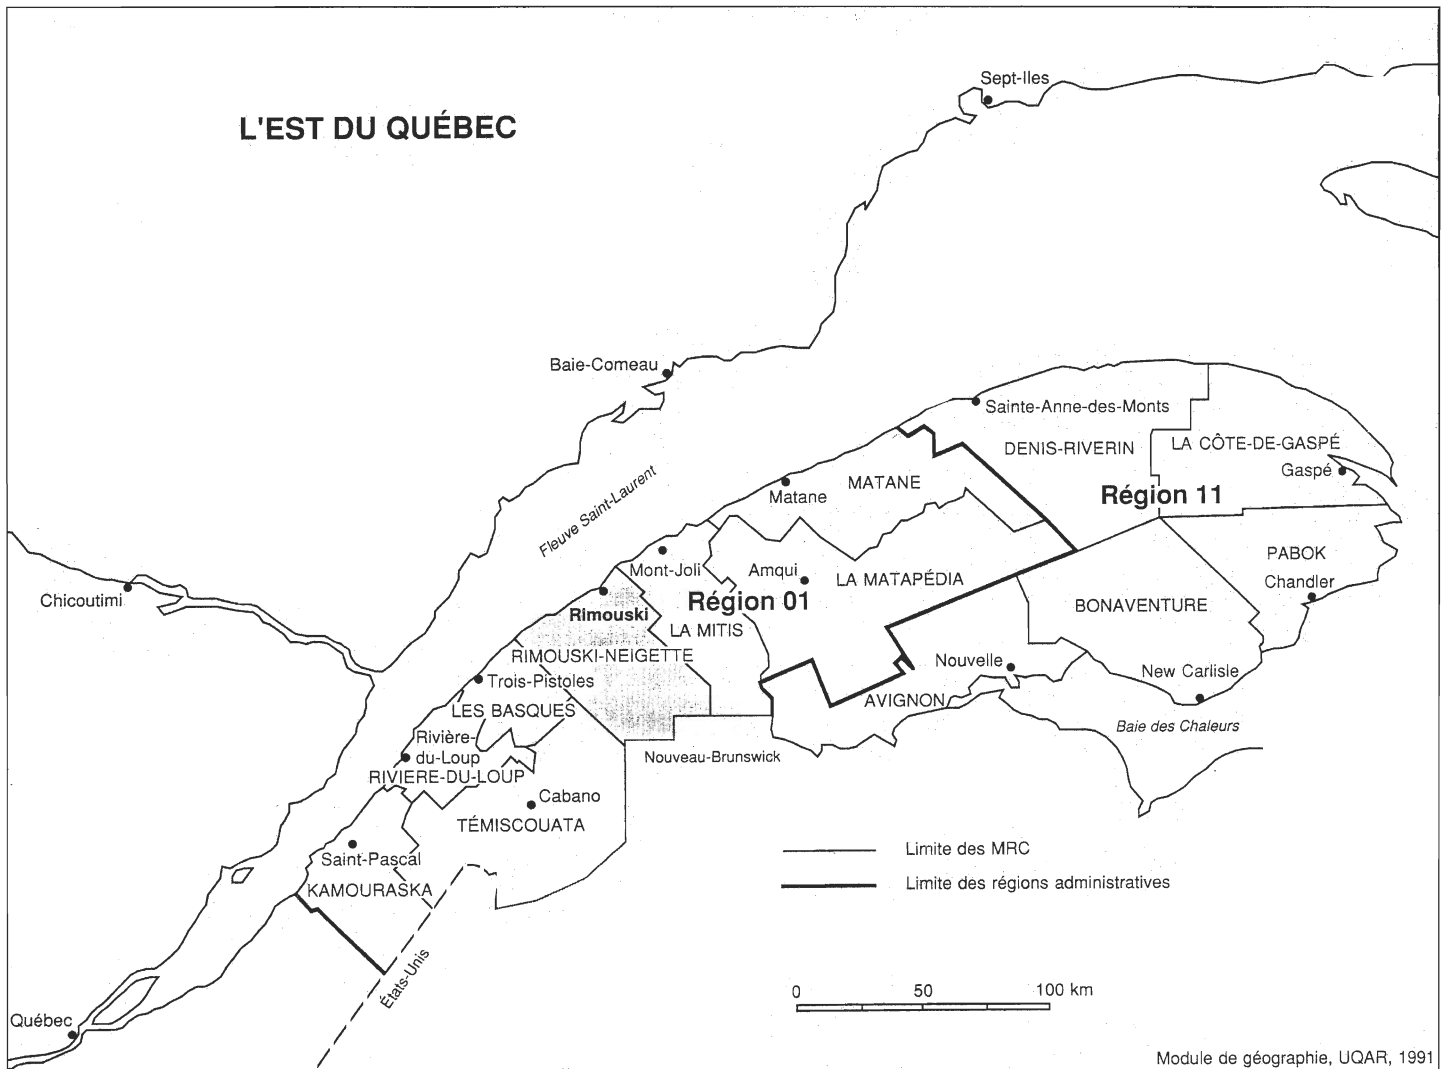 Sept-Iles
L'EST DU QUÉBEC
Baie-Comeau
Sainte-Anne-des-Monts
DENIS-RIVERIN
LA CÔTE-DE-GASPÉ
Gaspé
MATANE
Matane
Région 11
Fleuve Saint-Laurent
Mont-Joli
Amqui
LA MATAPÉDIA
PABOK
Chandler
Chicoutimi
Rimouski
Région 01
LA MITIS
BONAVENTURE
RIMOUSKI-NEIGETTE
Nouvelle
New Carlisle
Trois-Pistoles
LES BASQUES
AVIGNON
Baie des Chaleurs
Rivière-
du-Loup
RIVIERE-DU-LOUP
Nouveau-Brunswick
Cabano
TÉMISCOUATA
Saint-Pascal
KAMOURASKA
Limite des MRC
Limite des régions administratives
États-Unis
0 50 100 km
Québec
Module de géographie, UQAR, 1991